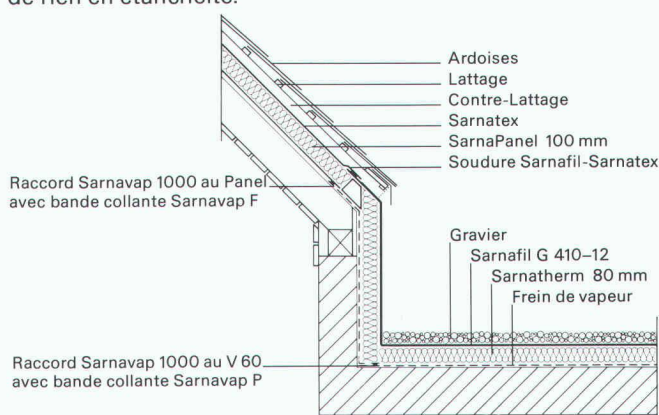 de rien en étanchéité.
Ardoises
Lattage
Contre-Lattage
Sarnatex
SarnaPanel 100 mm
Soudure Sarnafil-Sarnatex
Raccord Sarnavap 1000 au Panel
avec bande collante Sarnavap F
Gravier
Sarnafil G 410–12
Sarnatherm 80 mm
Frein de vapeur
Raccord Sarnavap 1000 au V 60
avec bande collante Sarnavap P